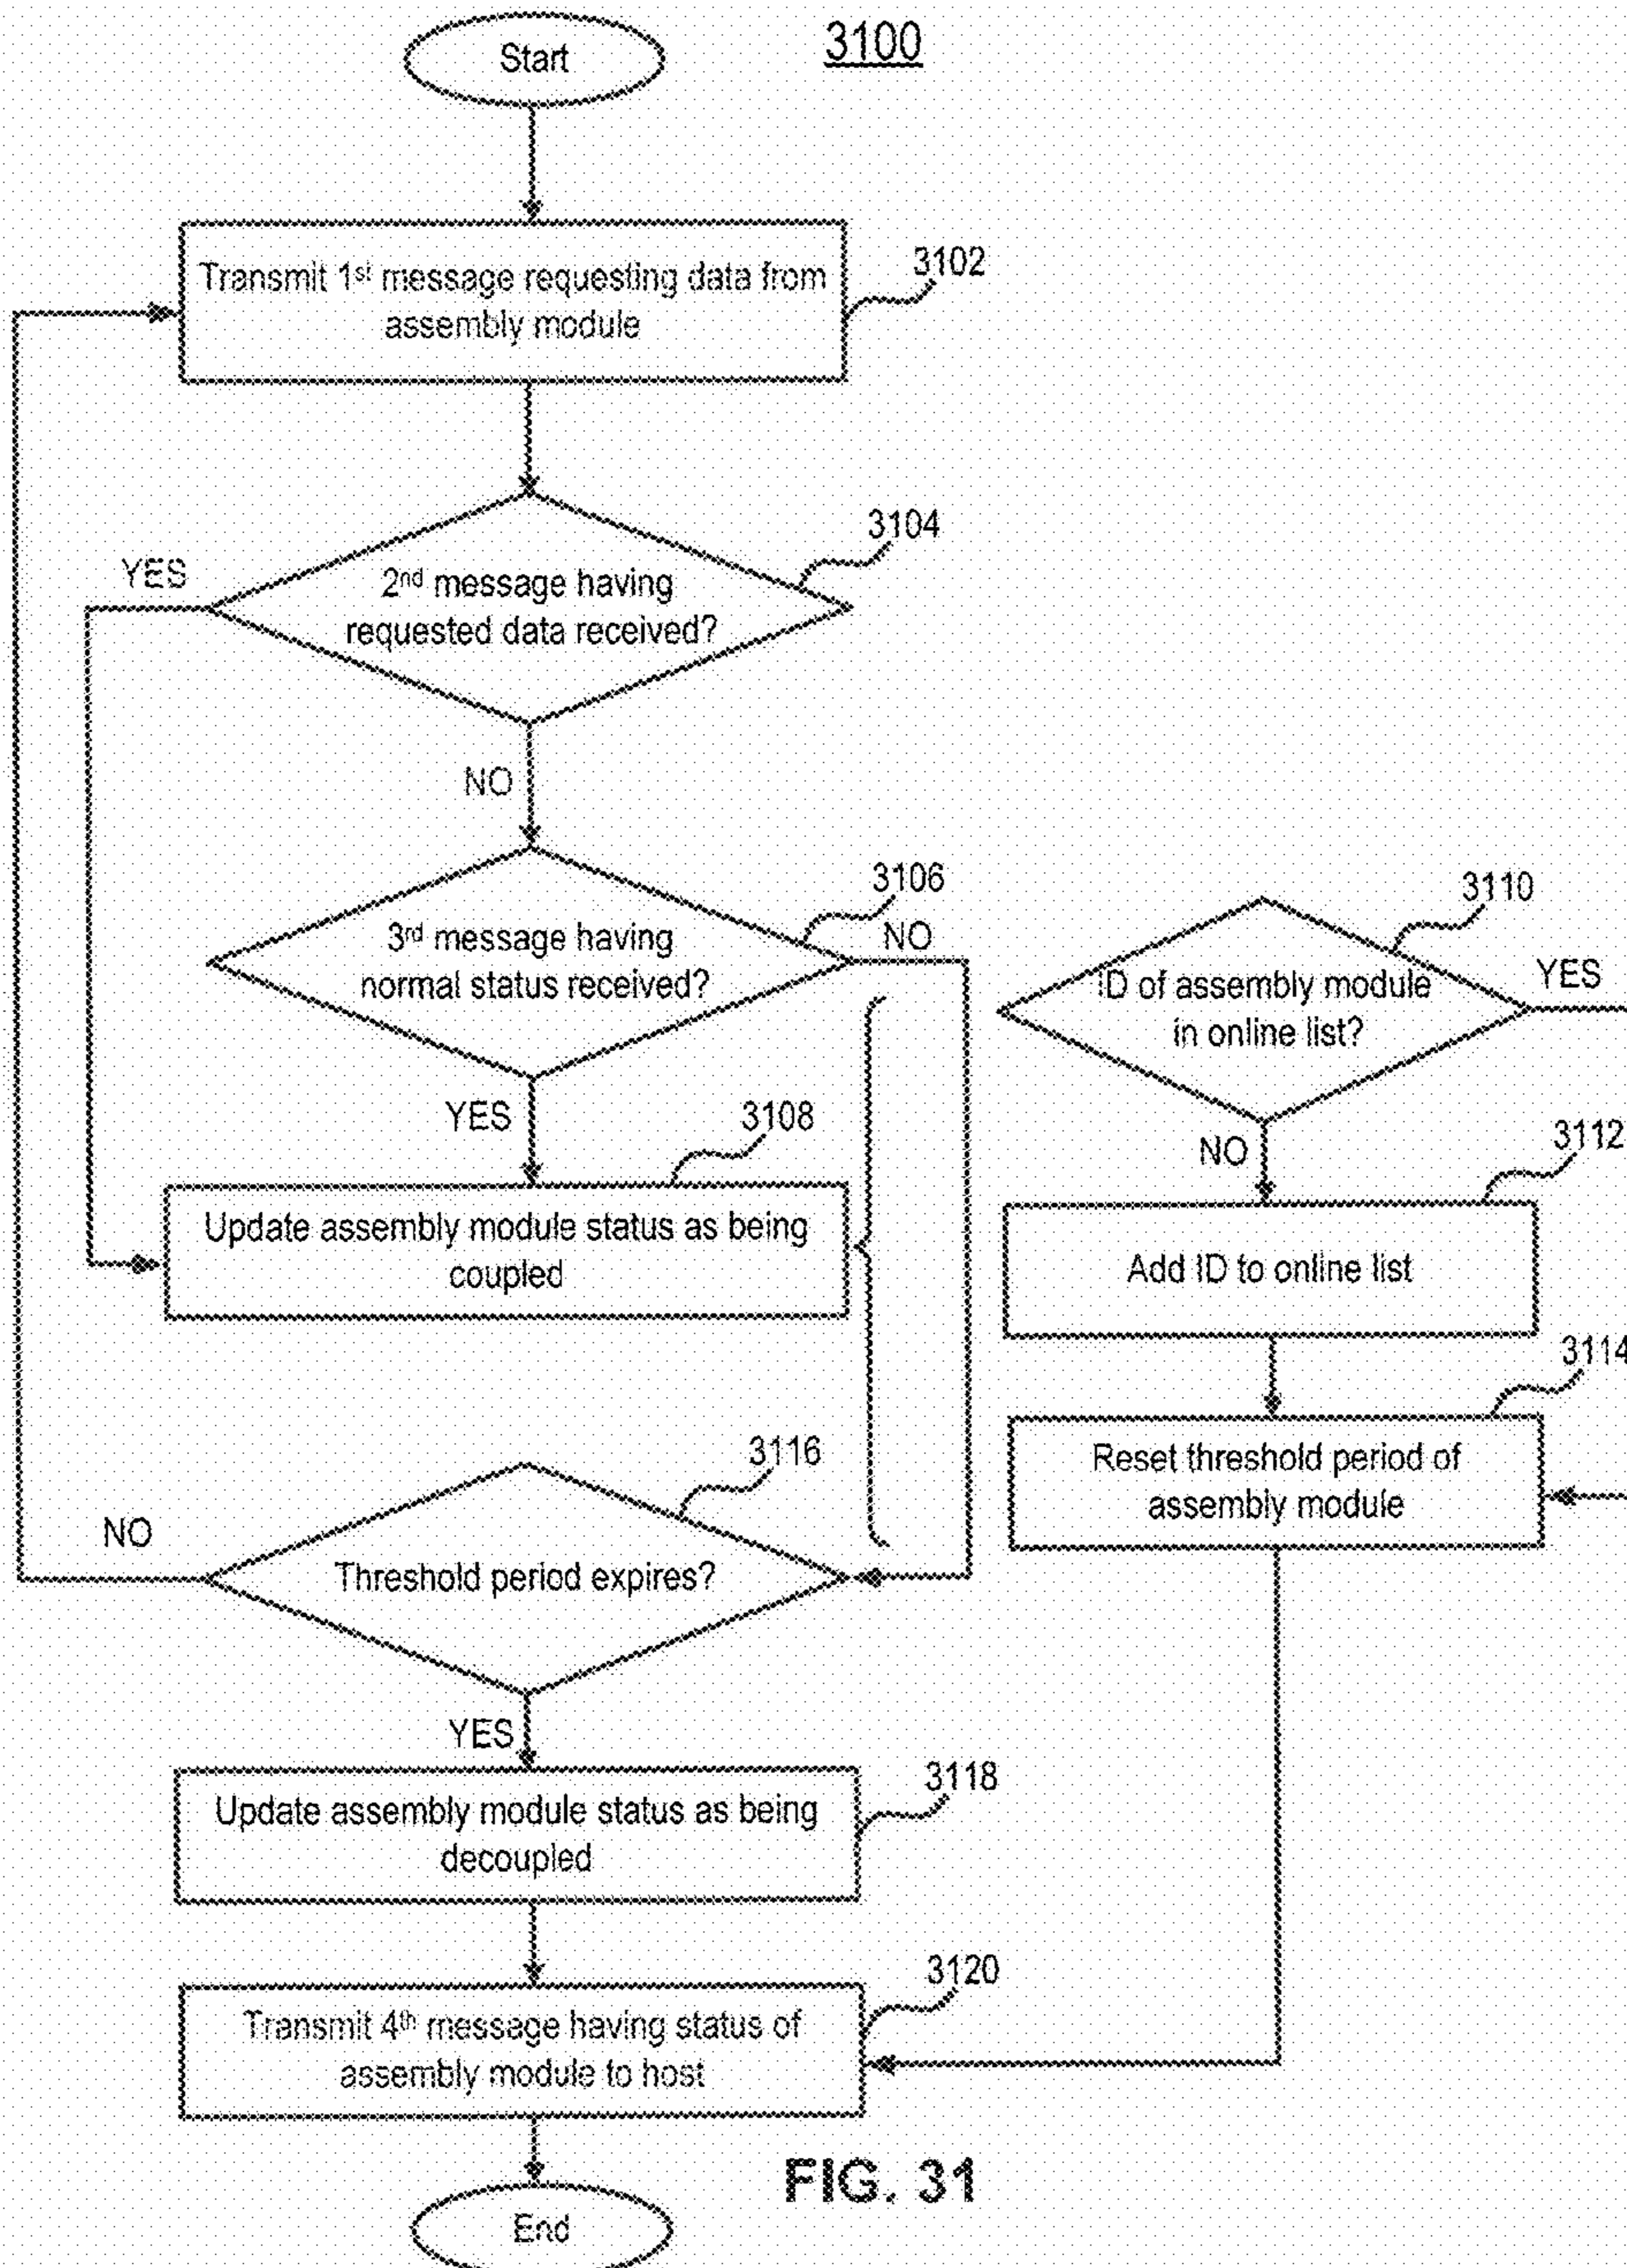 Start
3100
Transmit 1st message requesting data from
assembly module
3102
3104
YES
2nd message having
requested data received?
NO
3106
3rd message having
normal status received?
NO
YES
3108
Update assembly module status as being
coupled
3110
ID of assembly module
in online list?
YES
NO
3112
Add ID to online list
3114
Reset threshold period of
assembly module
3116
NO
Threshold period expires?
YES
3118
Update assembly module status as being
decoupled
3120
Transmit 4th message having status of
assembly module to host
End
FIG. 31